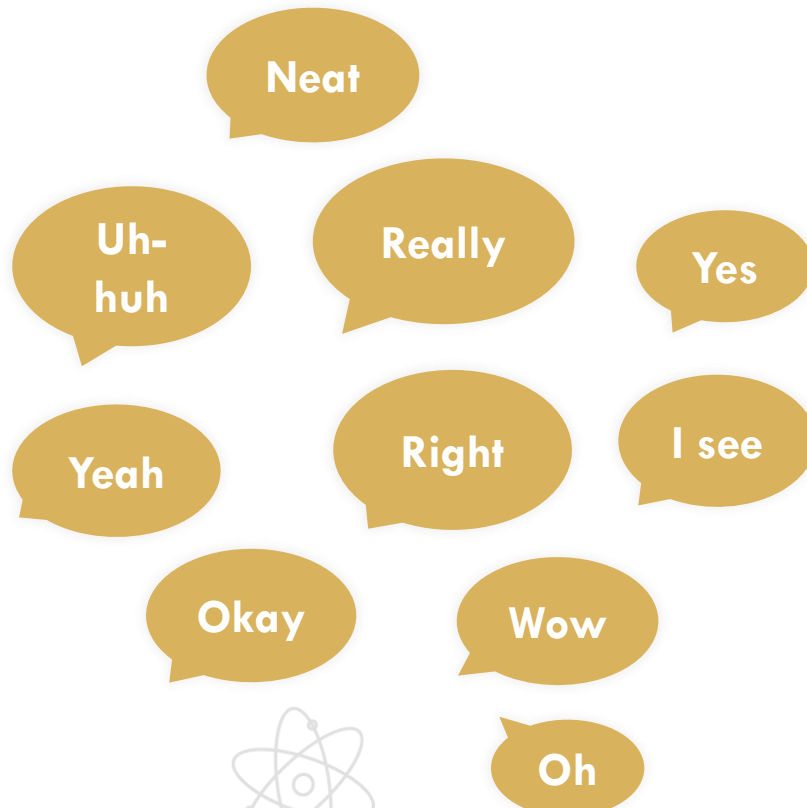 Neat
Uh-
huh
Really
Yes
Yeah
Right
I see
Okay
Wow
Oh